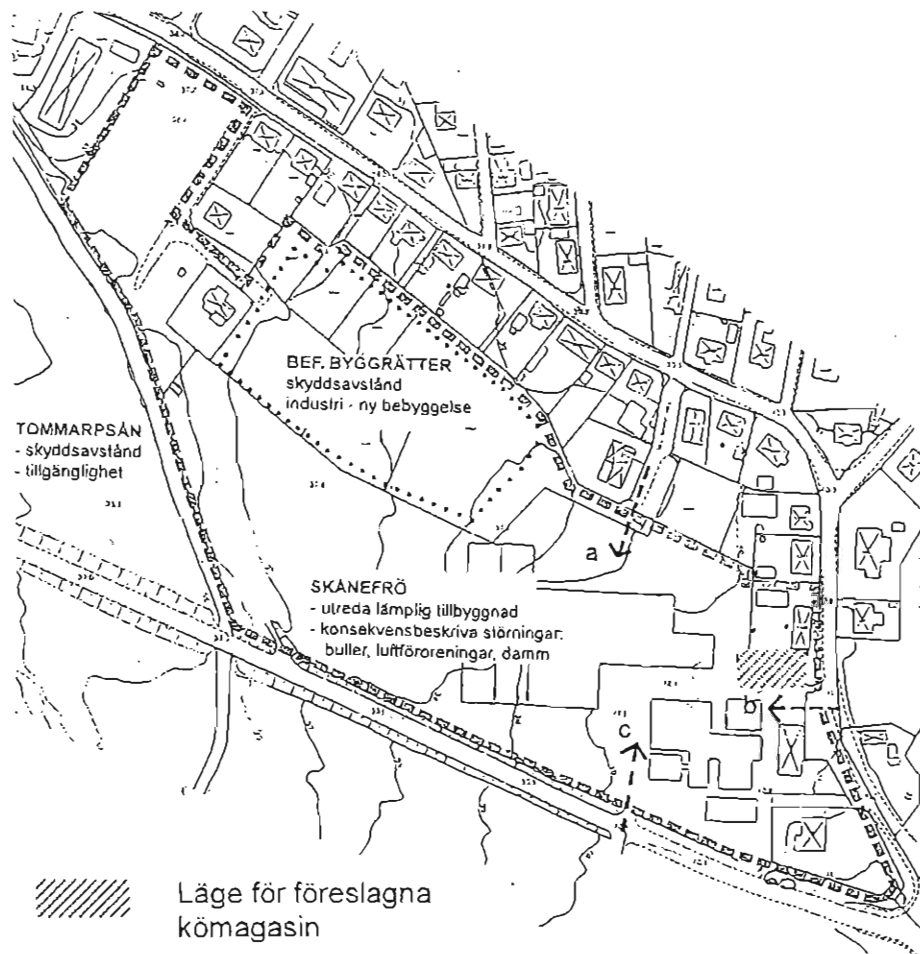 BEF. BYGGRÄTTER
skyddsavstånd
industri - ny bebyggelse
TOMMARPSÅN
- skyddsavstånd
- tillgänglighet
a
SKÅNEFRÖ
- utreda lämplig tillbyggnad
- konsekvensbeskriva störningar:
buller, luftföroreningar, damm
b
c
Läge för föreslagna
kömagasin